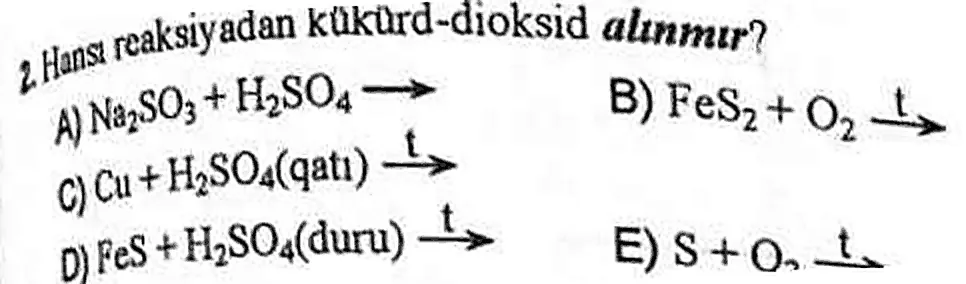 2. Hansı reaksiyadan kükürd-dioksid alınmır?
A) Na₂SO₃ + H₂SO₄ ⟶ B) FeS₂ + O₂ —t→
C) Cu + H₂SO₄(qatı) —t→
D) FeS + H₂SO₄(duru) —t→ E) S + O₂ —t→